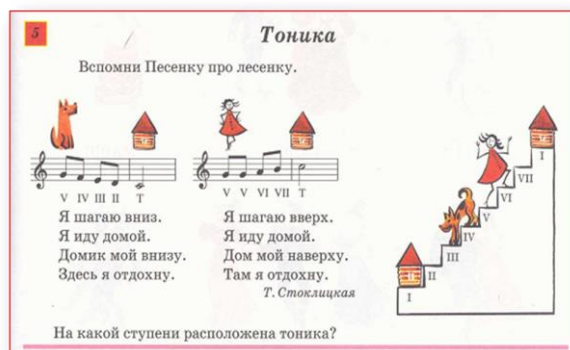 5
Тоника
Вспомни Песенку про лесенку.
V IV III II T
V V VI VII T
Я шагаю вниз.
Я иду домой.
Домик мой внизу.
Здесь я отдохну.
Я шагаю вверх.
Я иду домой.
Дом мой наверху.
Там я отдохну.
Т. Стоклицкая
I
VII
VI
V
IV
III
II
I
На какой ступени расположена тоника?